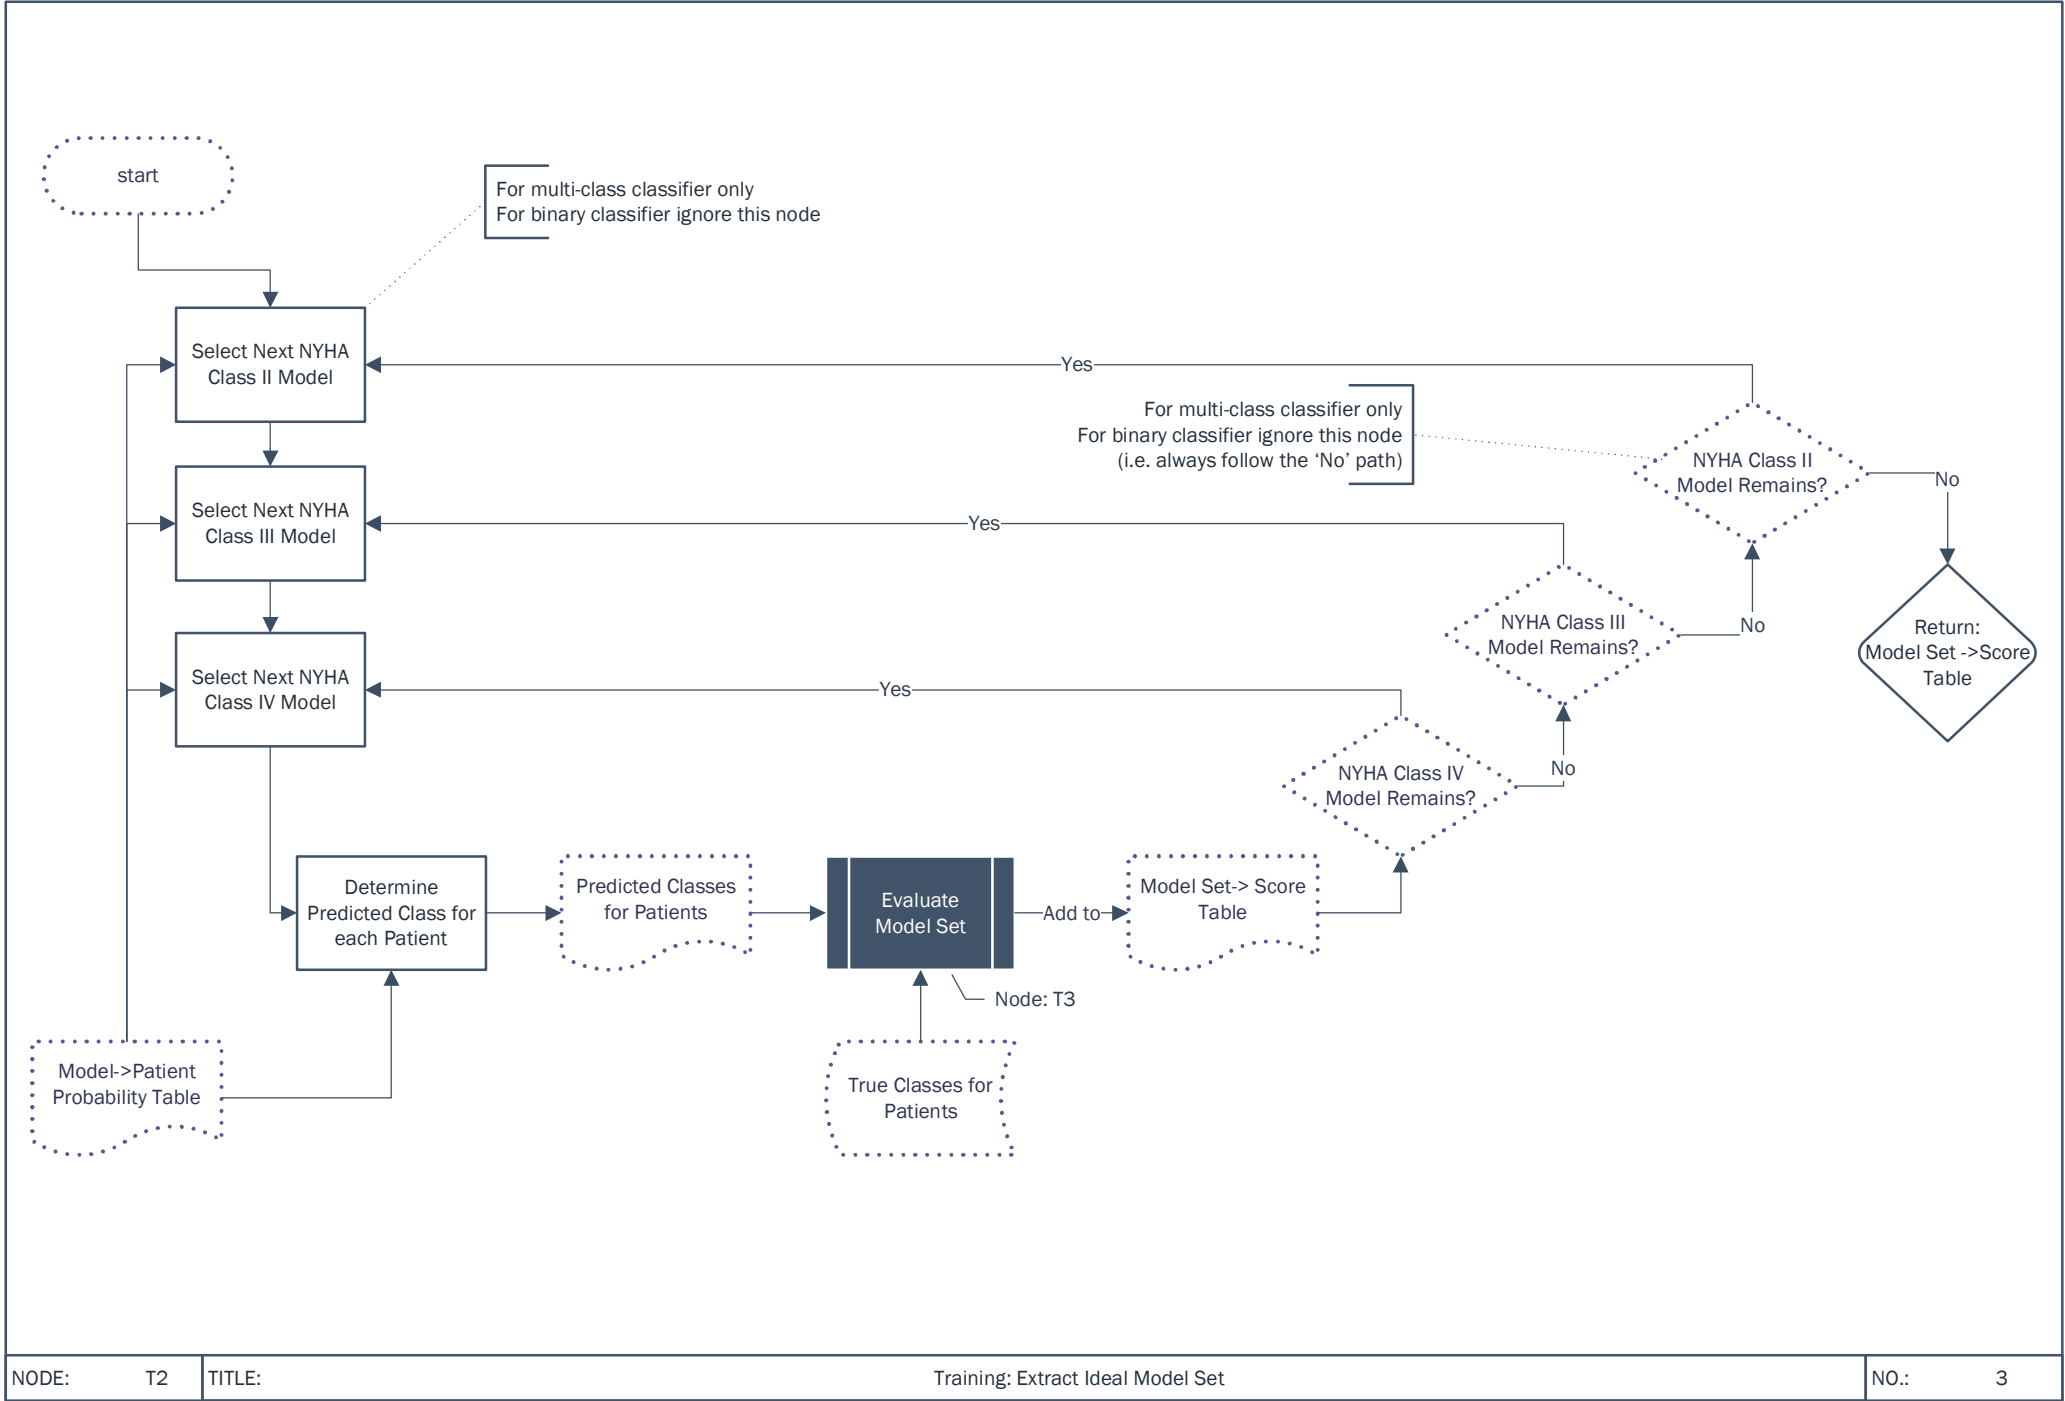 start
For multi-class classifier only
For binary classifier ignore this node
Select Next NYHA
Class II Model
Yes
For multi-class classifier only
For binary classifier ignore this node
(i.e. always follow the ‘No’ path)
NYHA Class II
Model Remains?
No
Select Next NYHA
Class III Model
Yes
NYHA Class III
Model Remains?
No
Return:
Model Set ->Score
Table
Select Next NYHA
Class IV Model
Yes
NYHA Class IV
Model Remains?
No
Determine
Predicted Class for
each Patient
Predicted Classes
for Patients
Evaluate
Model Set
Add to
Model Set-> Score
Table
Node: T3
Model->Patient
Probability Table
True Classes for
Patients
NODE: T2 TITLE: Training: Extract Ideal Model Set NO.: 3